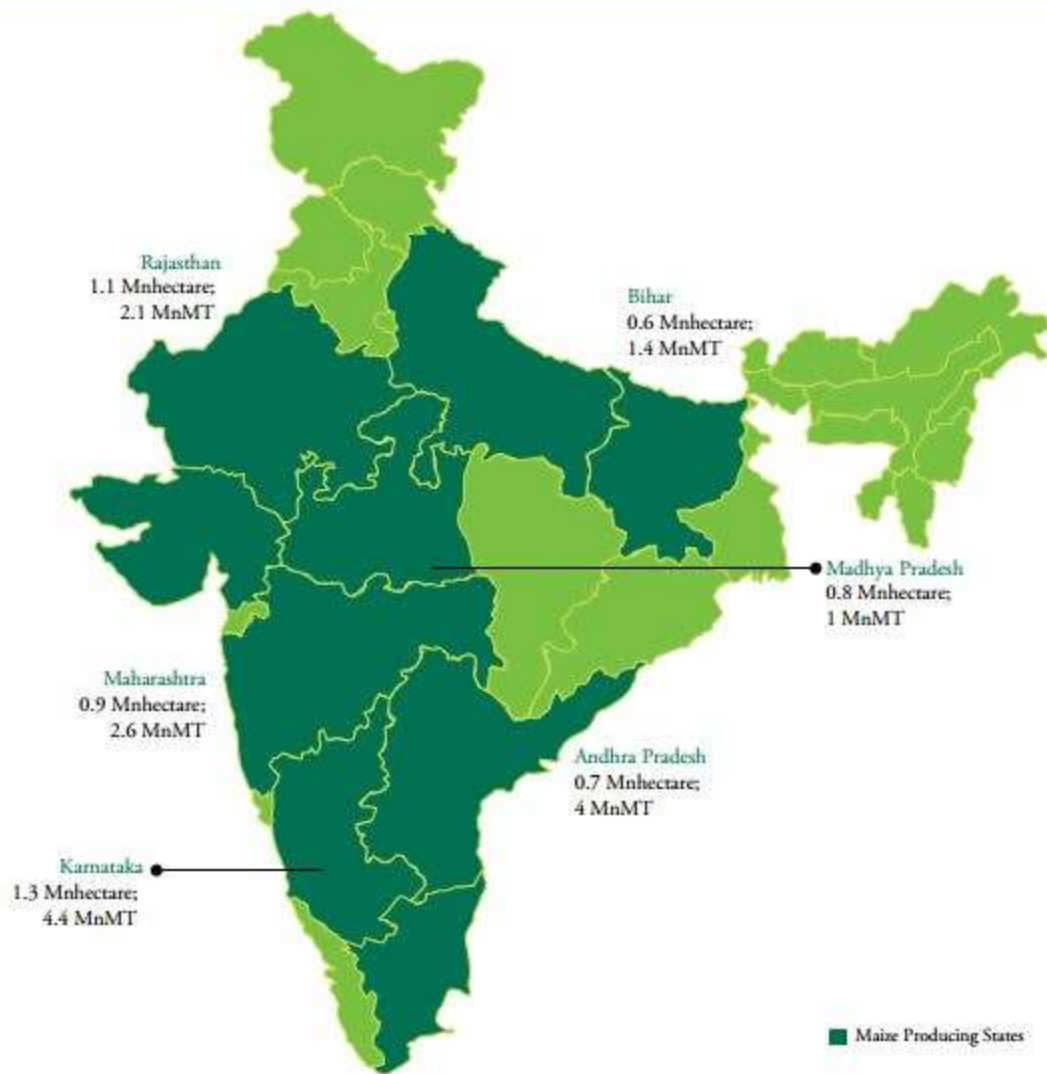 Rajasthan
1.1 Mnhectare;
2.1 MnMT
Bihar
0.6 Mnhectare;
1.4 MnMT
Madhya Pradesh
0.8 Mnhectare;
1 MnMT
Maharashtra
0.9 Mnhectare;
2.6 MnMT
Andhra Pradesh
0.7 Mnhectare;
4 MnMT
Karnataka
1.3 Mnhectare;
4.4 MnMT
Maize Producing States